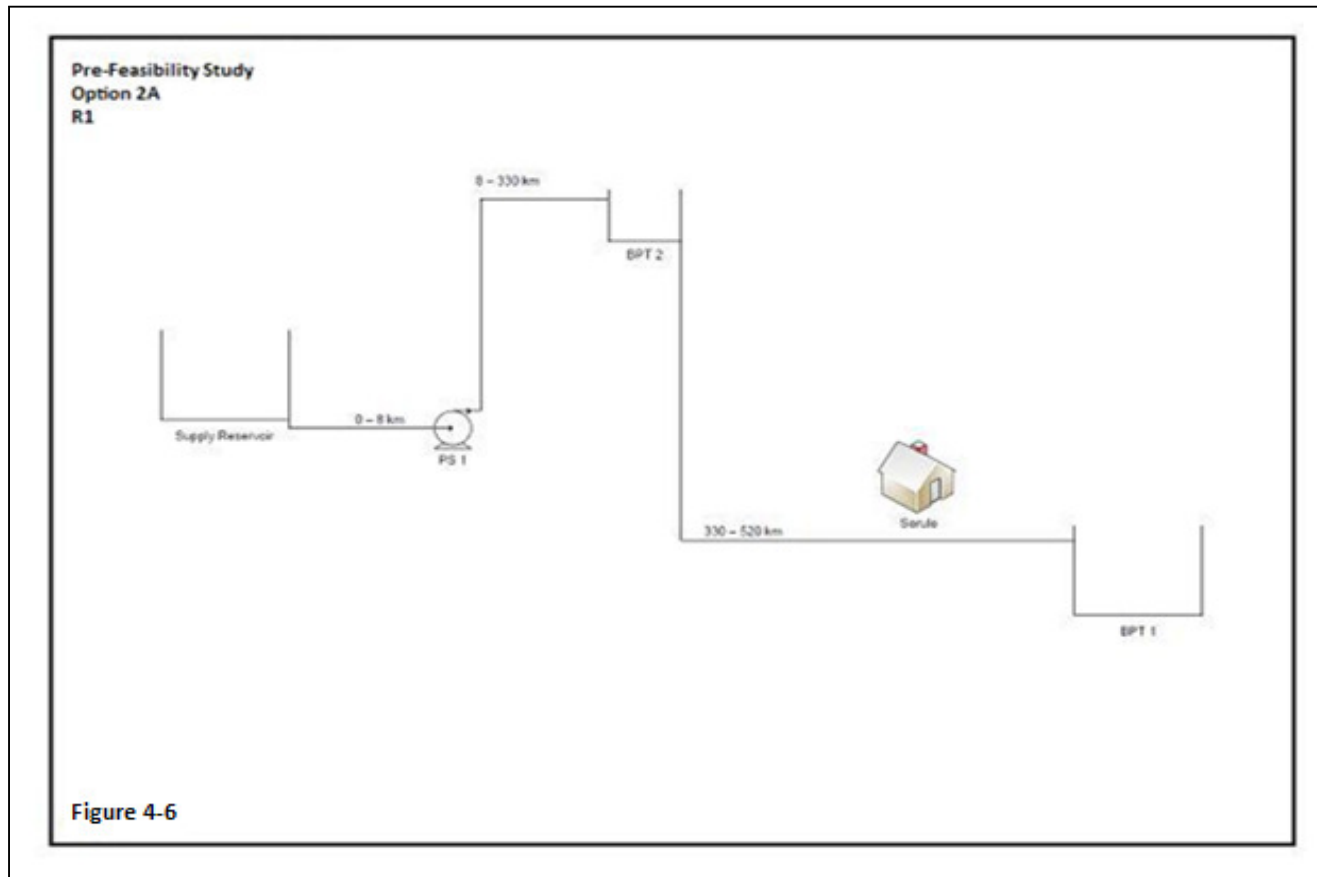 Pre-Feasibility Study
Option 2A
R1
8 – 330 km
BPT 2
0 – 8 km
Supply Reservoir
PS 1
Serule
330 – 520 km
BPT 1
Figure 4-6